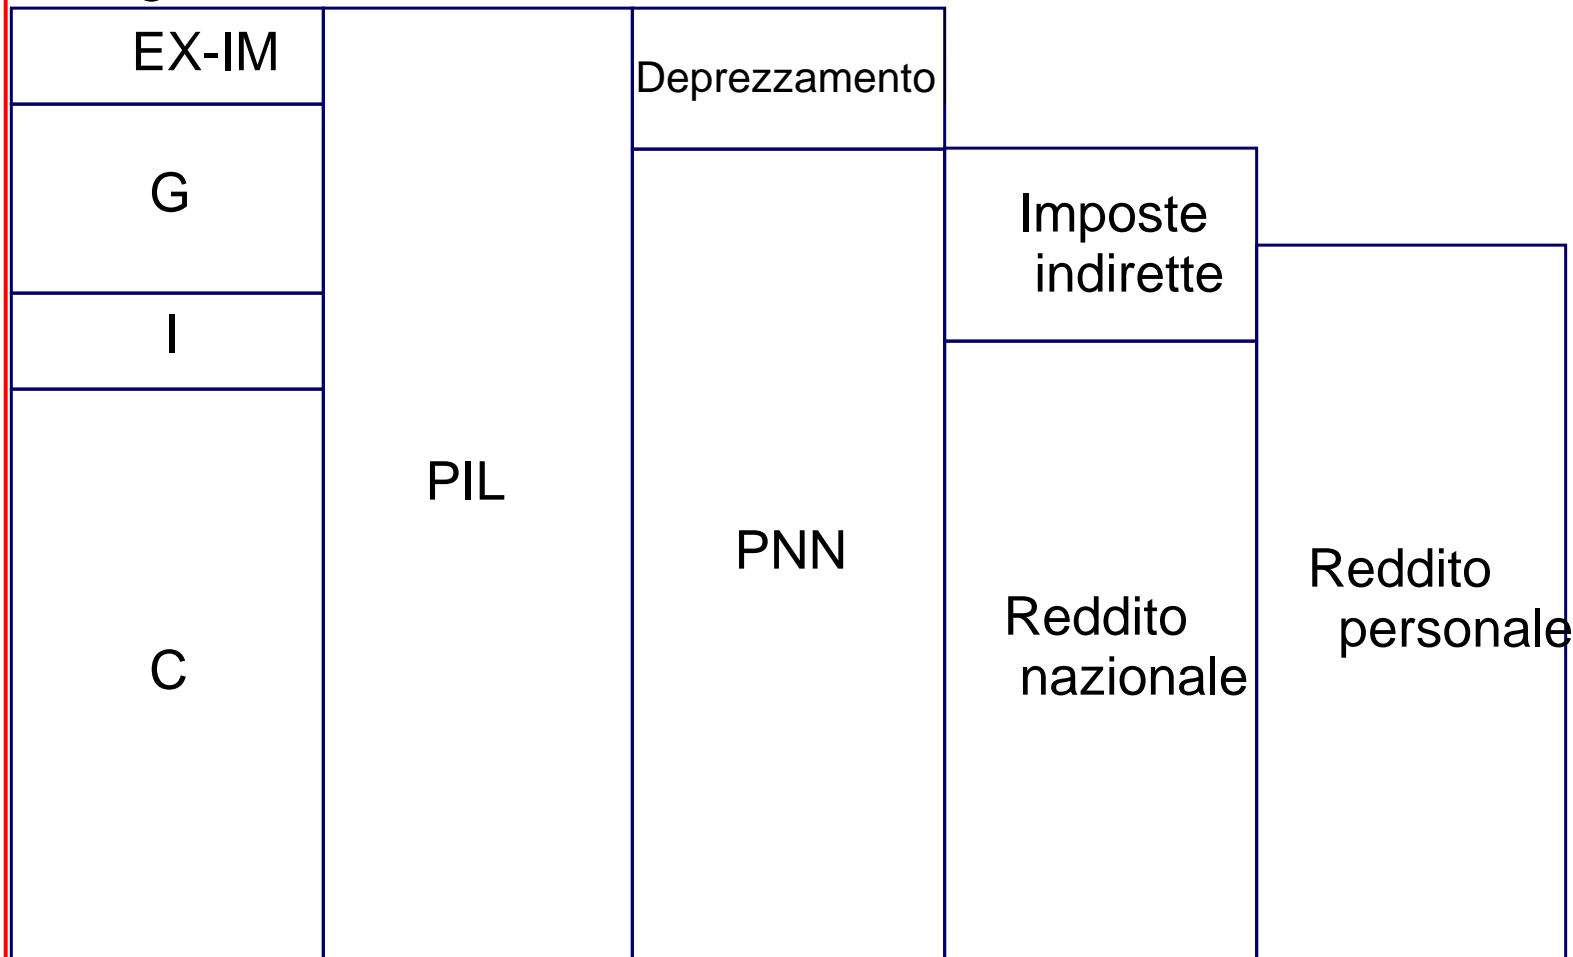 EX-IM
G
I
C
PIL
Deprezzamento
PNN
Imposte
indirette
Reddito
nazionale
Reddito
personale